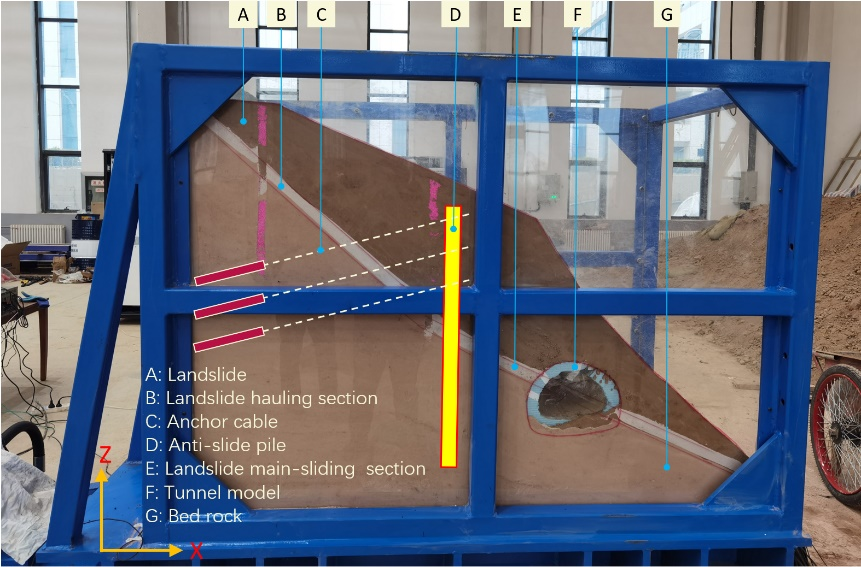 A B C D E F G
A: Landslide
B: Landslide hauling section
C: Anchor cable
D: Anti-slide pile
E: Landslide main-sliding section
F: Tunnel model
G: Bed rock
Z
X